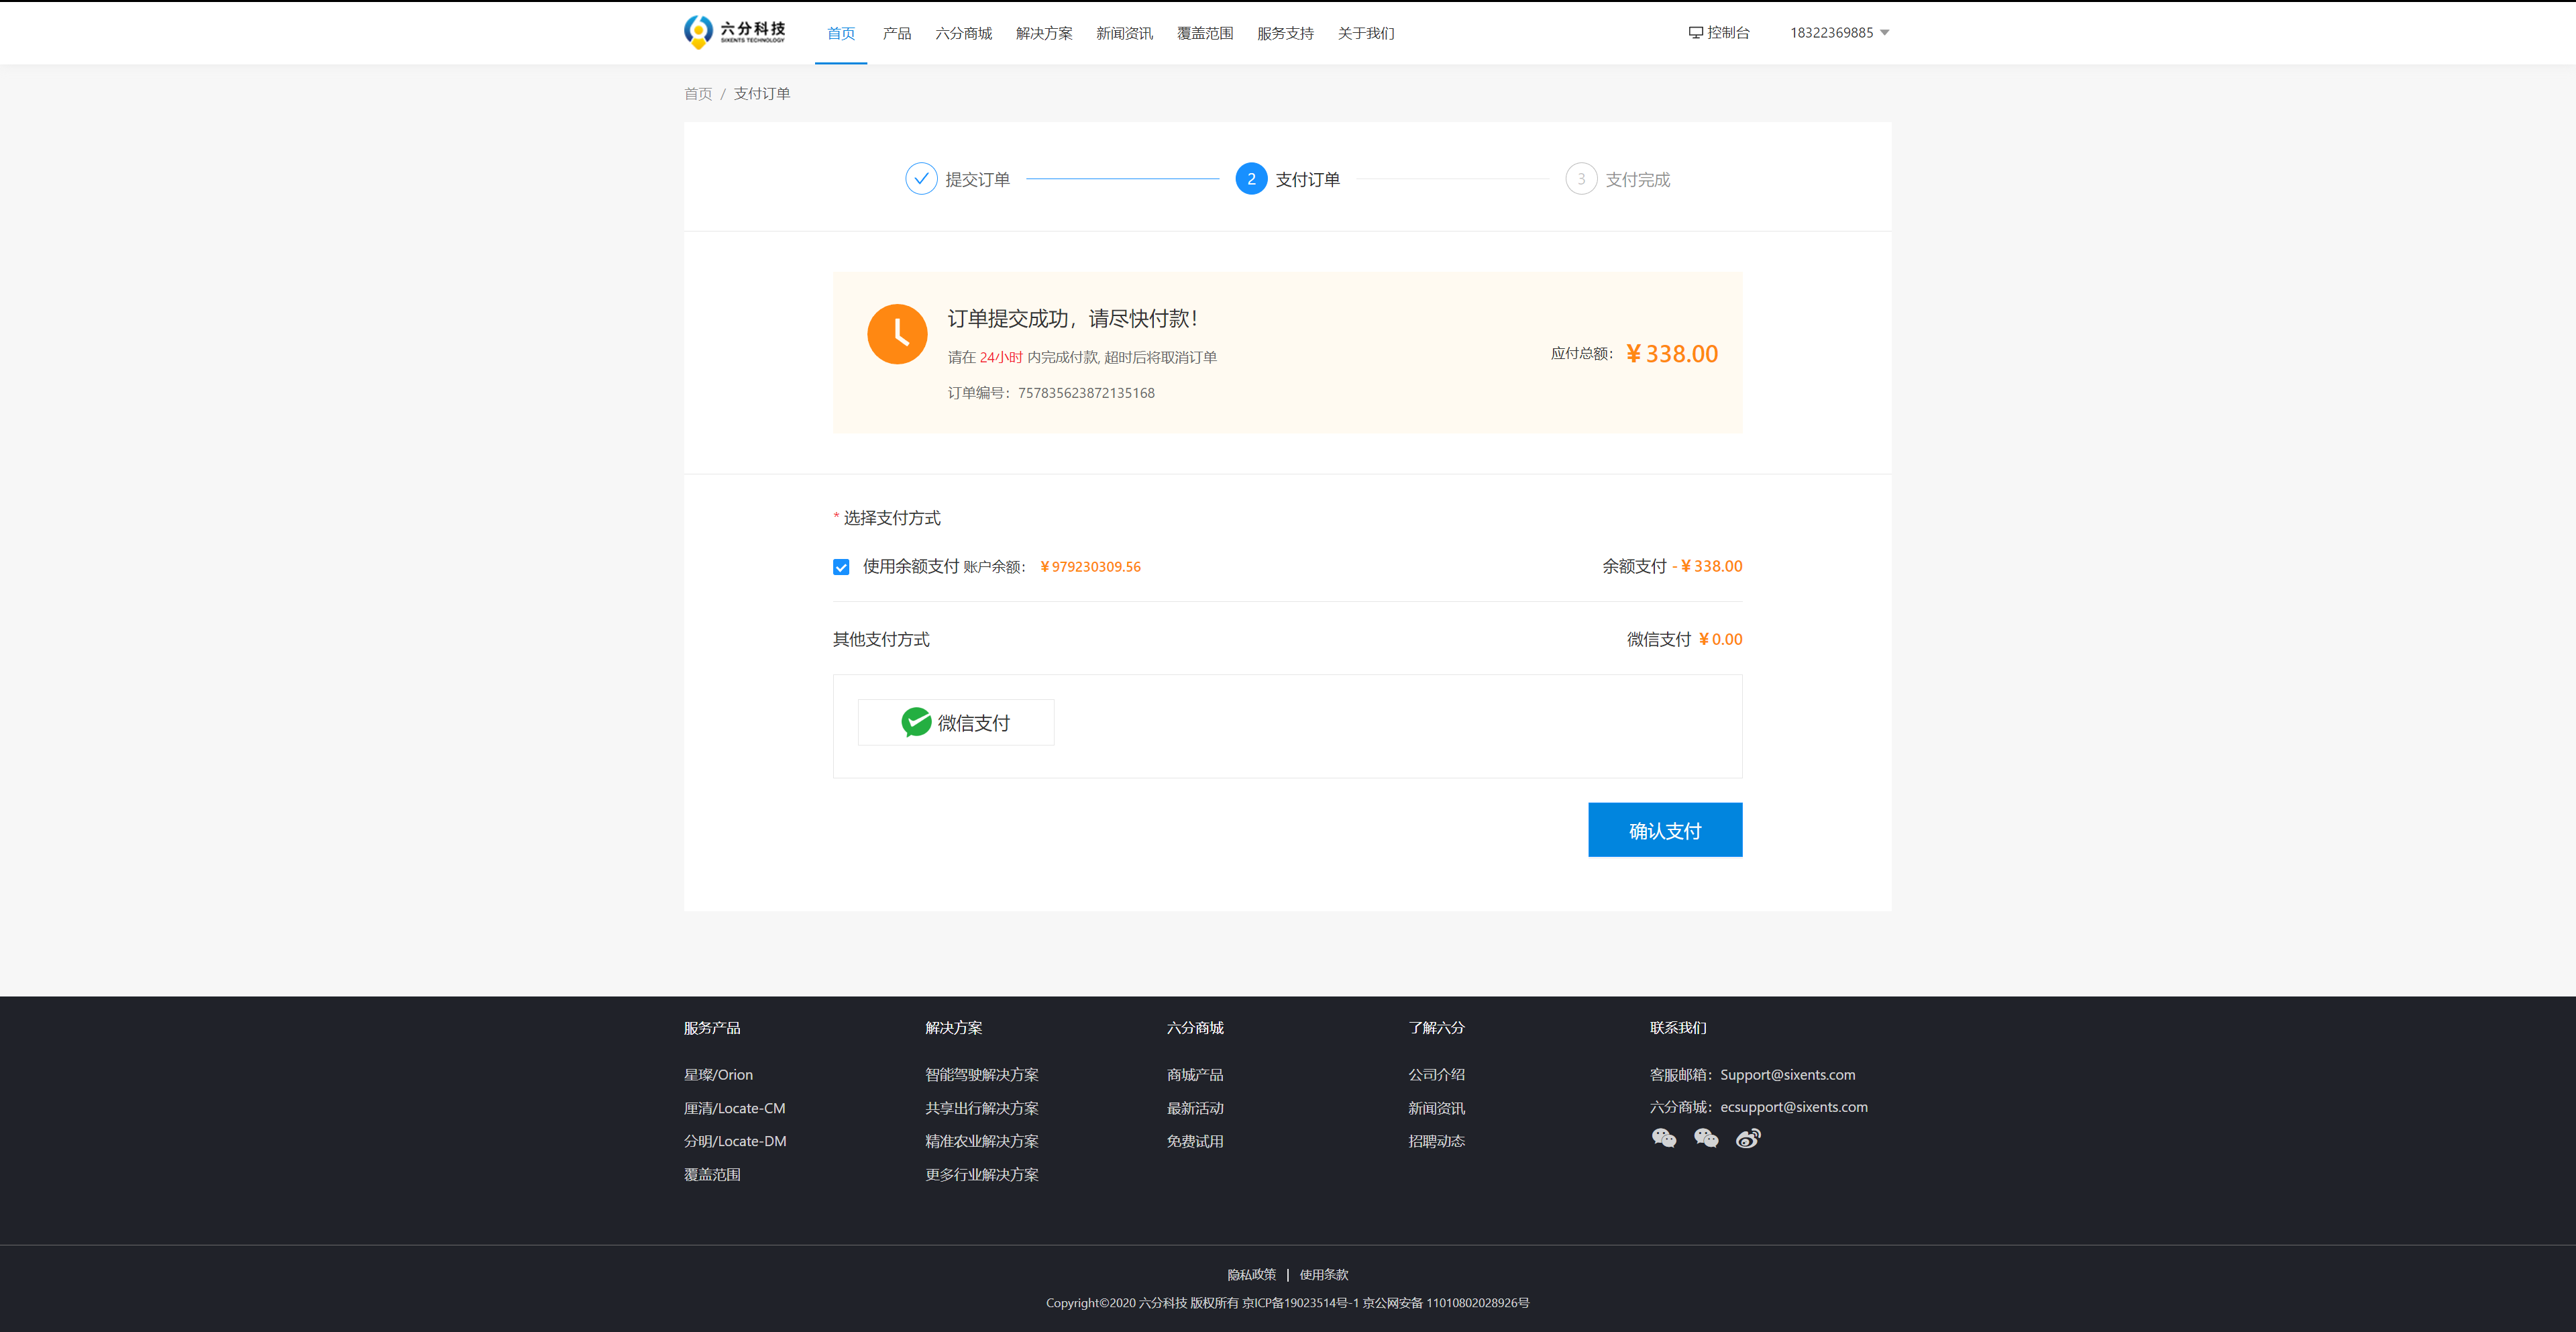 六分科技
SIXENTS TECHNOLOGY
首页 产品 六分商城 解决方案 新闻资讯 覆盖范围 服务支持 关于我们 控制台 18322369885
首页 / 支付订单
提交订单 2 支付订单 3 支付完成
订单提交成功，请尽快付款！
请在 24小时 内完成付款, 超时后将取消订单
应付总额： ¥ 338.00
订单编号：757835623872135168
* 选择支付方式
使用余额支付 账户余额： ¥ 979230309.56 余额支付 - ¥ 338.00
其他支付方式 微信支付 ¥ 0.00
微信支付
确认支付
服务产品 解决方案 六分商城 了解六分 联系我们
星璨/Orion 智能驾驶解决方案 商城产品 公司介绍 客服邮箱：Support@sixents.com
厘清/Locate-CM 共享出行解决方案 最新活动 新闻资讯 六分商城：ecsupport@sixents.com
分明/Locate-DM 精准农业解决方案 免费试用 招聘动态
覆盖范围 更多行业解决方案
隐私政策 | 使用条款
Copyright©2020 六分科技 版权所有 京ICP备19023514号-1 京公网安备 11010802028926号